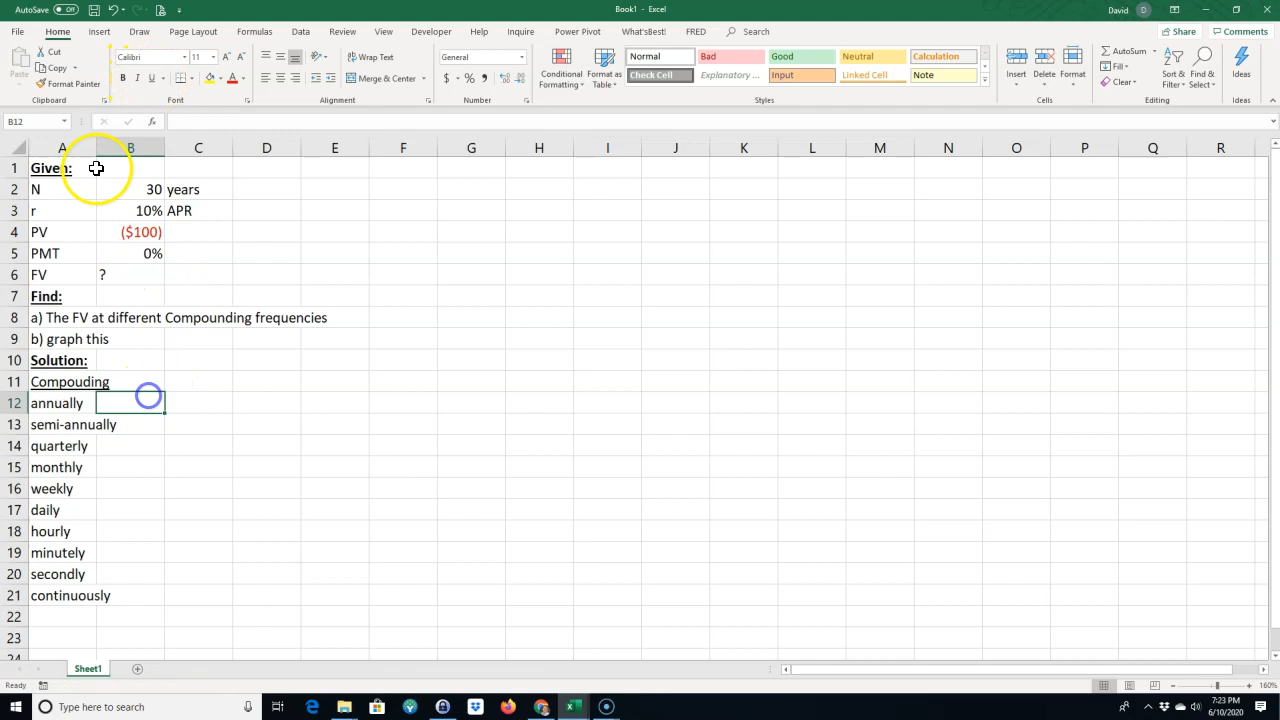 AutoSave Off Book1 - Excel David D
File Home Insert Draw Page Layout Formulas Data Review View Developer Help Inquire Power Pivot What'sBest! FRED Search Share Comments
Paste Cut Copy Format Painter Clipboard
Calibri 11 B I U A Font
Wrap Text Merge & Center Alignment
General $ % , Number
Conditional Formatting Format as Table
Normal Bad Good Neutral Calculation
Check Cell Explanatory ... Input Linked Cell Note
Styles
Insert Delete Format Cells
AutoSum Fill Clear Sort & Filter Find & Select Editing
Ideas Ideas
B12 fx
A B C D E F G H I J K L M N O P Q R
1 Given:
2 N 30 years
3 r 10% APR
4 PV ($100)
5 PMT 0%
6 FV ?
7 Find:
8 a) The FV at different Compounding frequencies
9 b) graph this
10 Solution:
11 Compouding
12 annually
13 semi-annually
14 quarterly
15 monthly
16 weekly
17 daily
18 hourly
19 minutely
20 secondly
21 continuously
22
23
24
Sheet1
Ready 160%
Type here to search 7:23 PM
6/10/2020